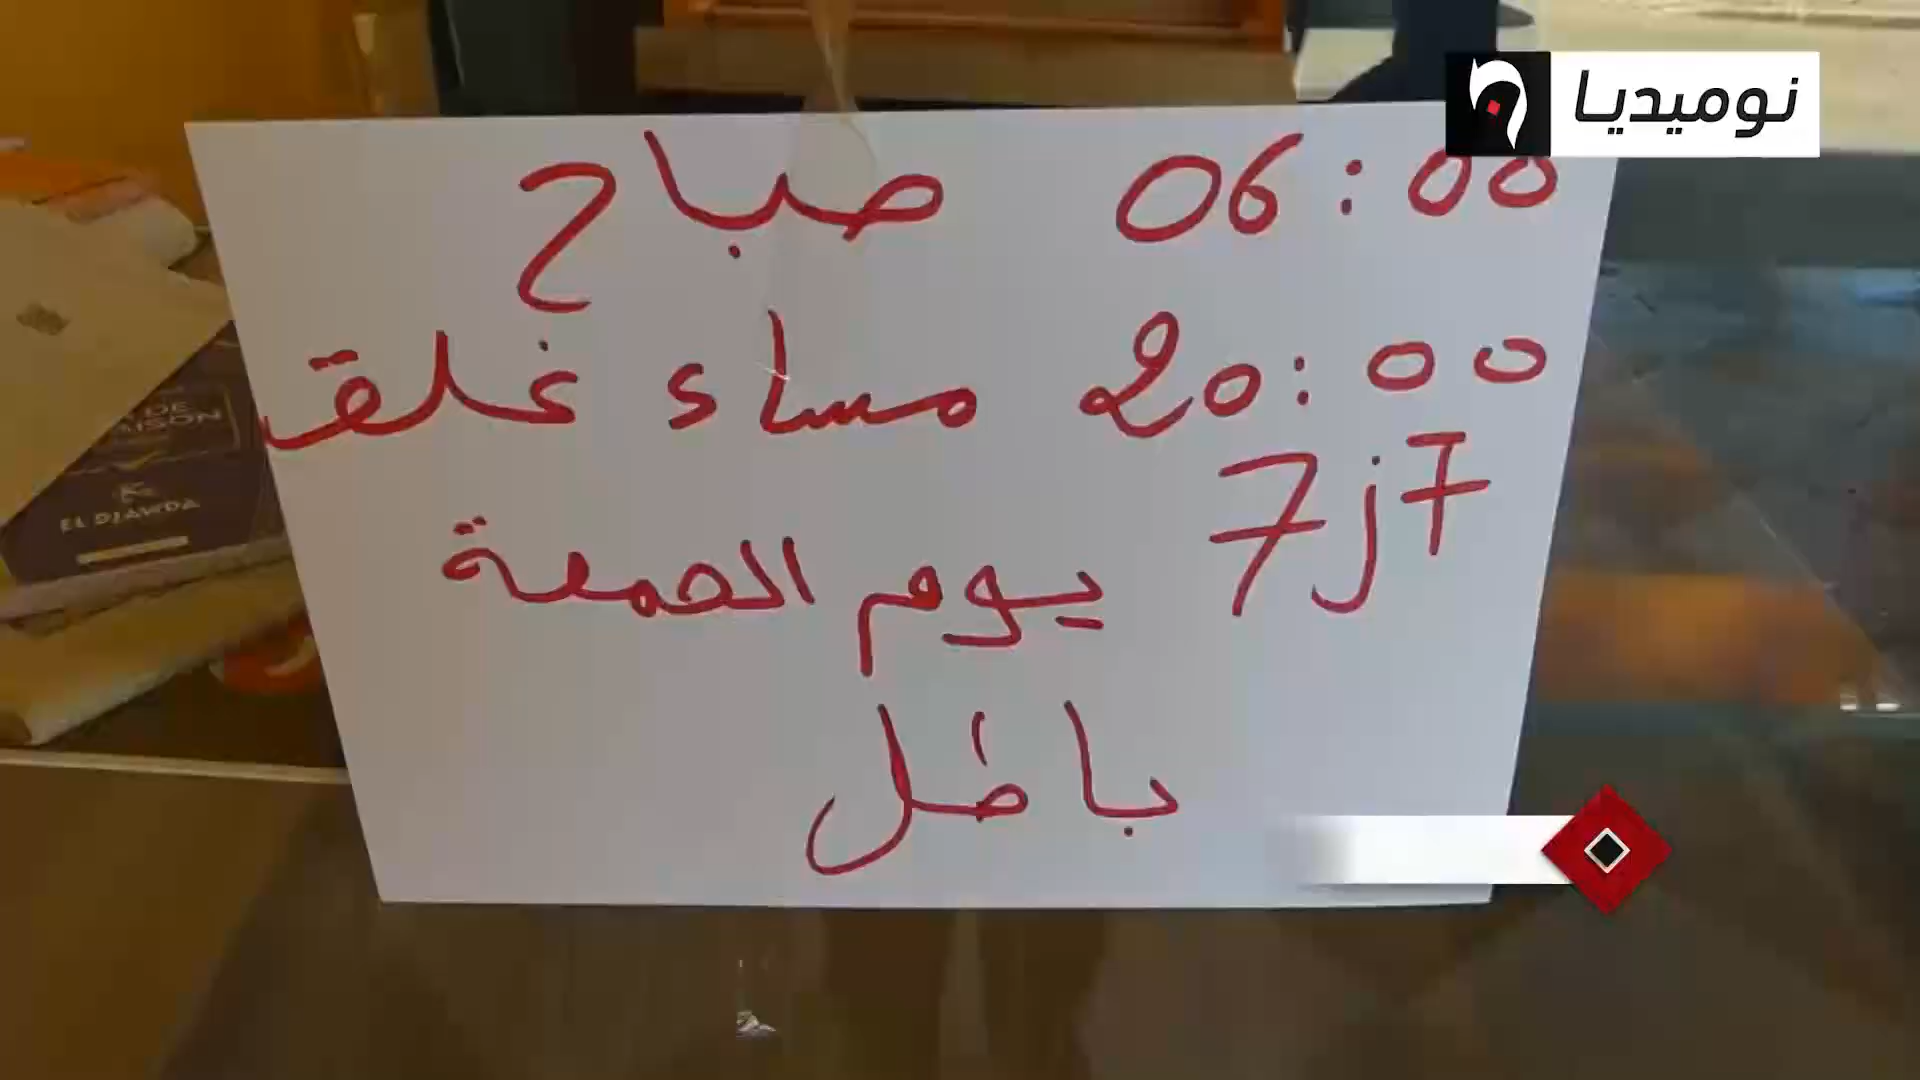 نوميديا
06:00 صباح
20:00 مساء غلق
7j7
يوم الجمعة
باطل
EL DJAWDA